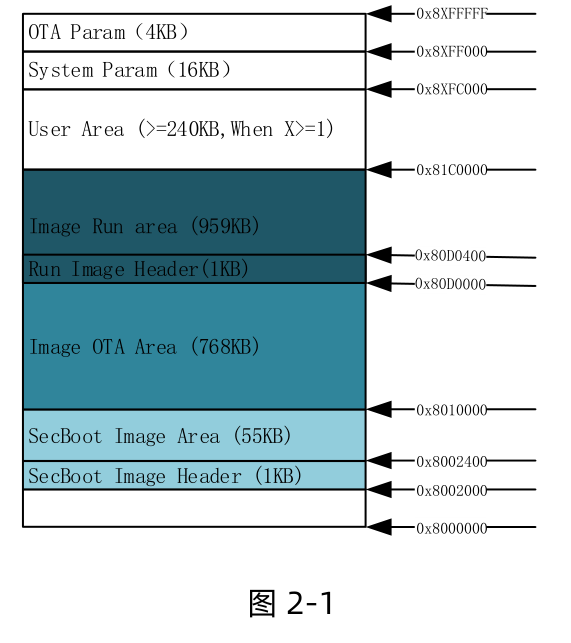 OTA Param (4KB)
0x8XFFFFF
0x8XFF000
System Param (16KB)
0x8XFC000
User Area (>=240KB,When X>=1)
0x81C0000
Image Run area (959KB)
0x80D0400
Run Image Header(1KB)
0x80D0000
Image OTA Area (768KB)
0x8010000
SecBoot Image Area (55KB)
0x8002400
SecBoot Image Header (1KB)
0x8002000
0x8000000
图 2-1